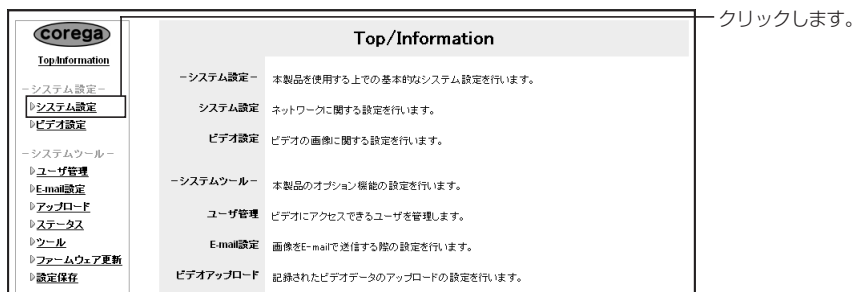 クリックします。
corega
Top/Information
－システム設定－
システム設定
ビデオ設定
－システムツール－
ユーザ管理
E-mail設定
アップロード
ステータス
ツール
ファームウェア更新
設定保存
Top/Information
－システム設定－ 本製品を使用する上での基本的なシステム設定を行います。
システム設定 ネットワークに関する設定を行います。
ビデオ設定 ビデオの画像に関する設定を行います。
－システムツール－ 本製品のオプション機能の設定を行います。
ユーザ管理 ビデオにアクセスできるユーザを管理します。
E-mail設定 画像をE-mailで送信する際の設定を行います。
ビデオアップロード 記録されたビデオデータのアップロードの設定を行います。